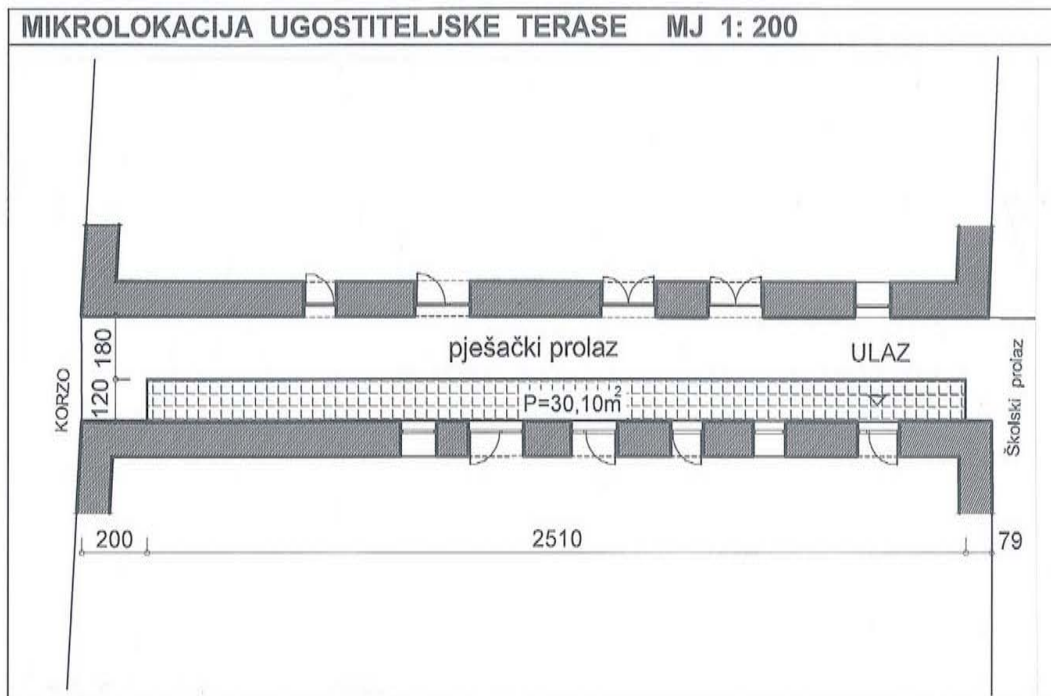 MIKROLOKACIJA UGOSTITELJSKE TERASE MJ 1: 200
pješački prolaz
ULAZ
180
120
KORZO
P=30,10m²
Školski prolaz
200
2510
79